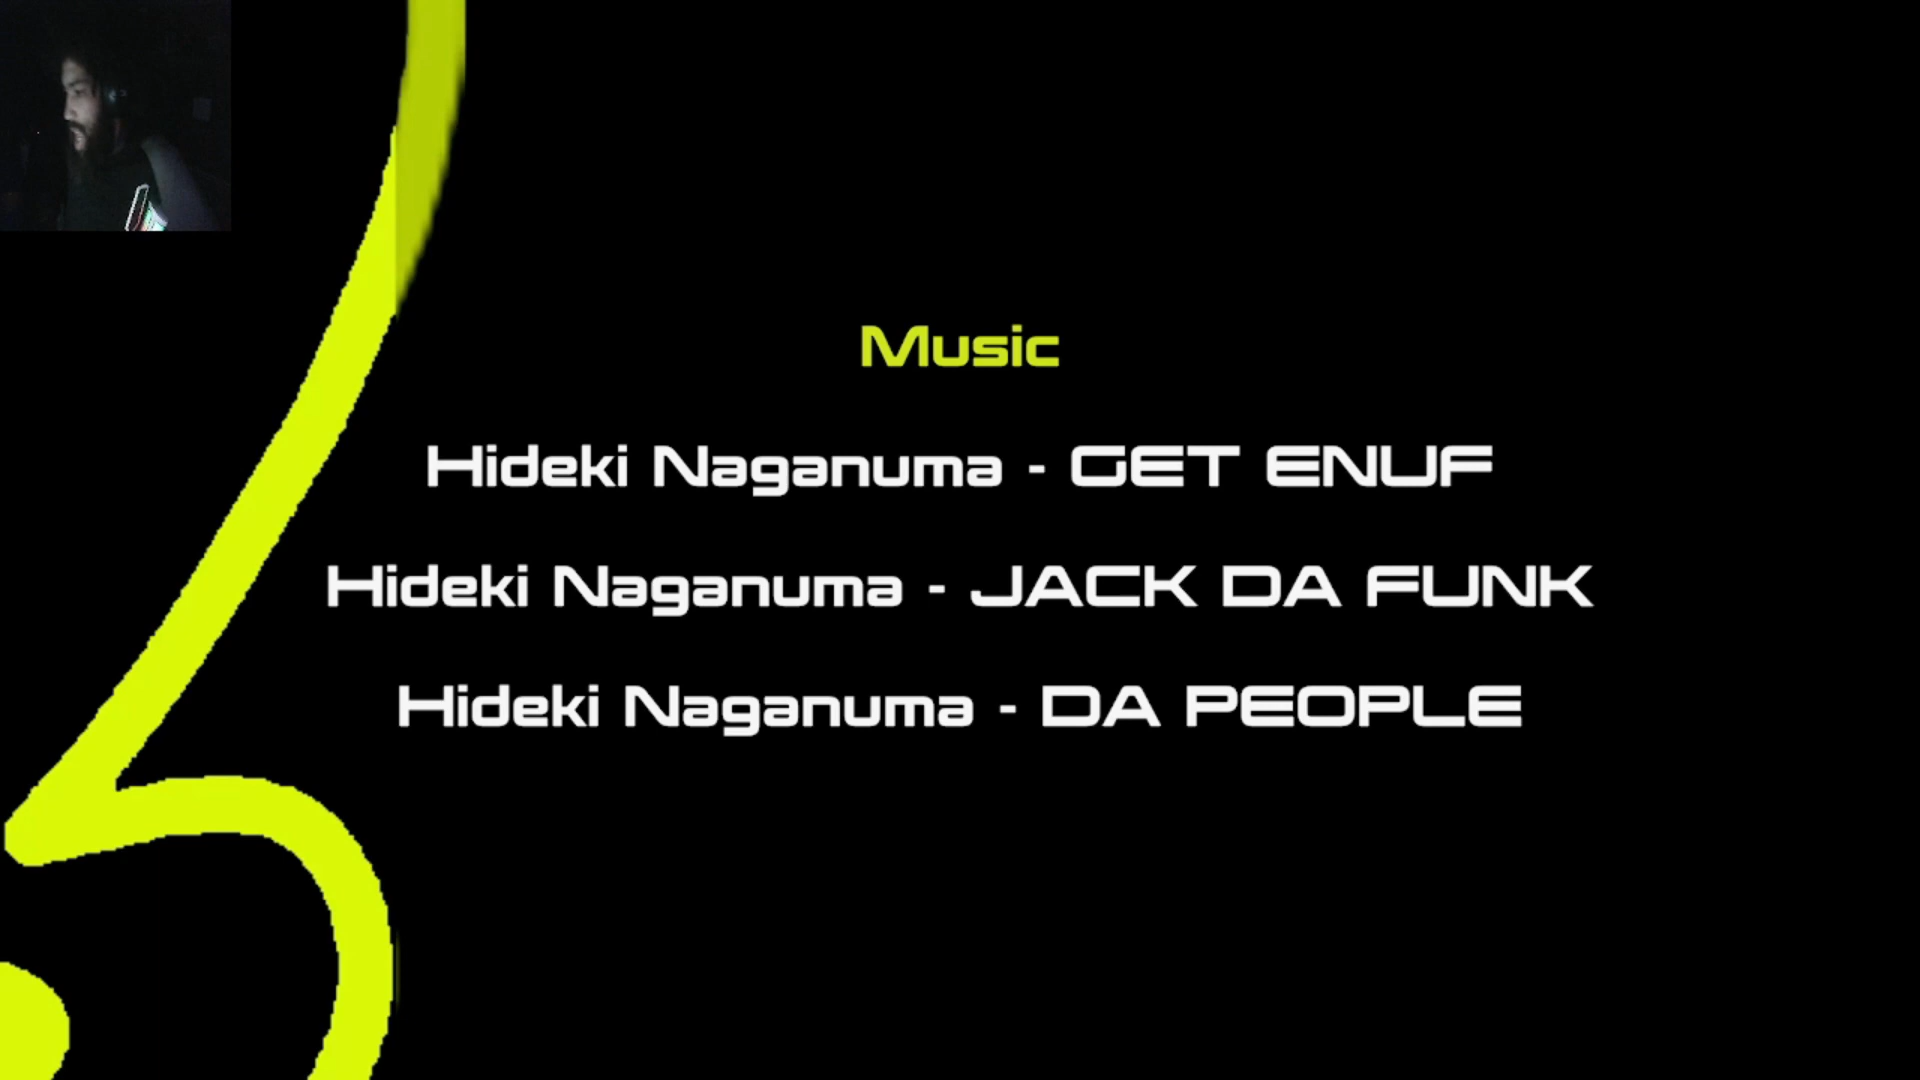 Music
Hideki Naganuma - GET ENUF
Hideki Naganuma - JACK DA FUNK
Hideki Naganuma - DA PEOPLE